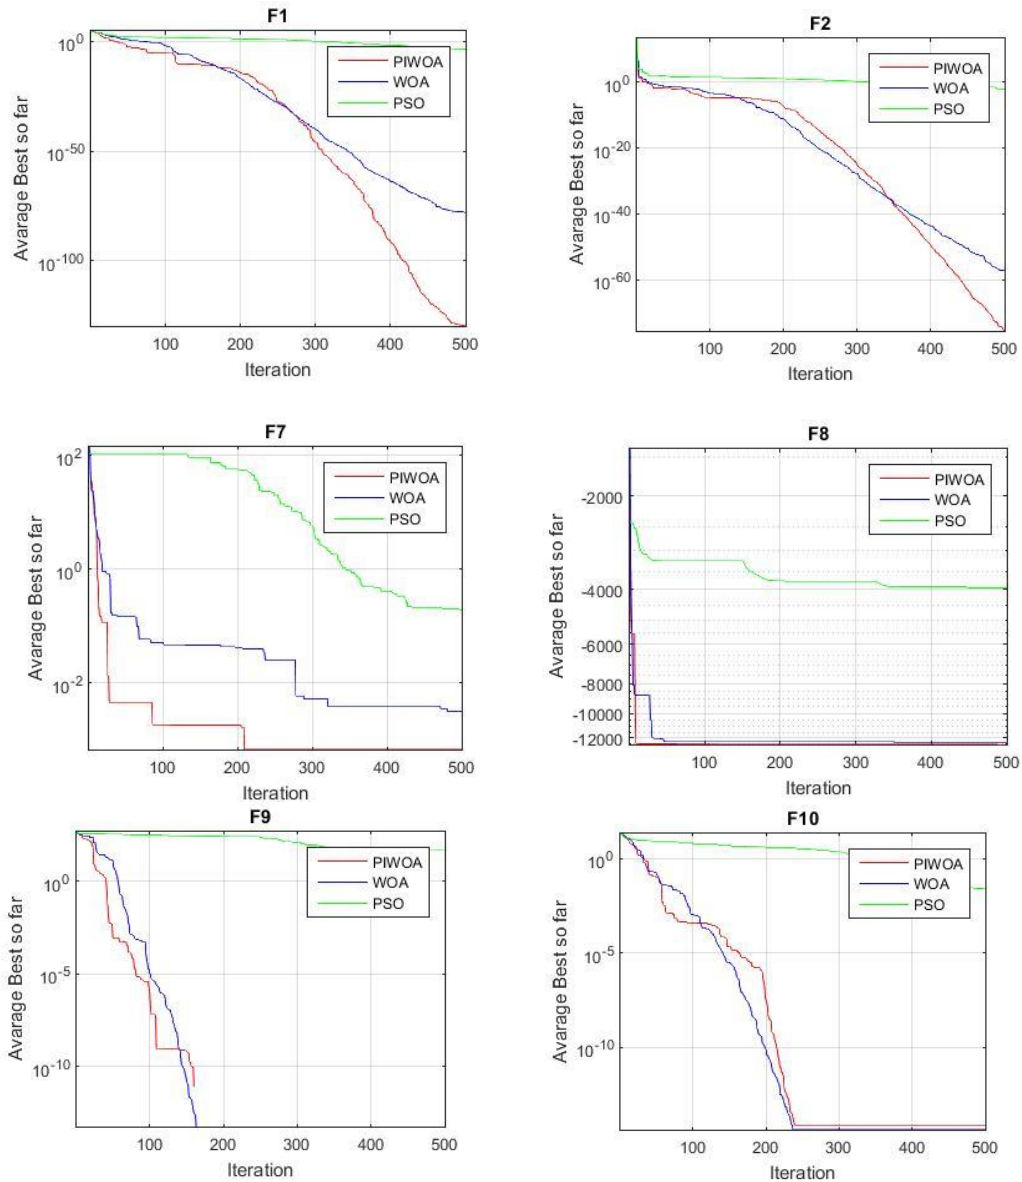 F1
Avarage Best so far
10^0
10^-50
10^-100
PIWOA
WOA
PSO
100 200 300 400 500
Iteration
F2
Avarage Best so far
10^0
10^-20
10^-40
10^-60
PIWOA
WOA
PSO
100 200 300 400 500
Iteration
F7
Avarage Best so far
10^2
10^0
10^-2
PIWOA
WOA
PSO
100 200 300 400 500
Iteration
F8
Avarage Best so far
-2000
-4000
-6000
-8000
-10000
-12000
PIWOA
WOA
PSO
100 200 300 400 500
Iteration
F9
Avarage Best so far
10^0
10^-5
10^-10
PIWOA
WOA
PSO
100 200 300 400 500
Iteration
F10
Avarage Best so far
10^0
10^-5
10^-10
PIWOA
WOA
PSO
100 200 300 400 500
Iteration